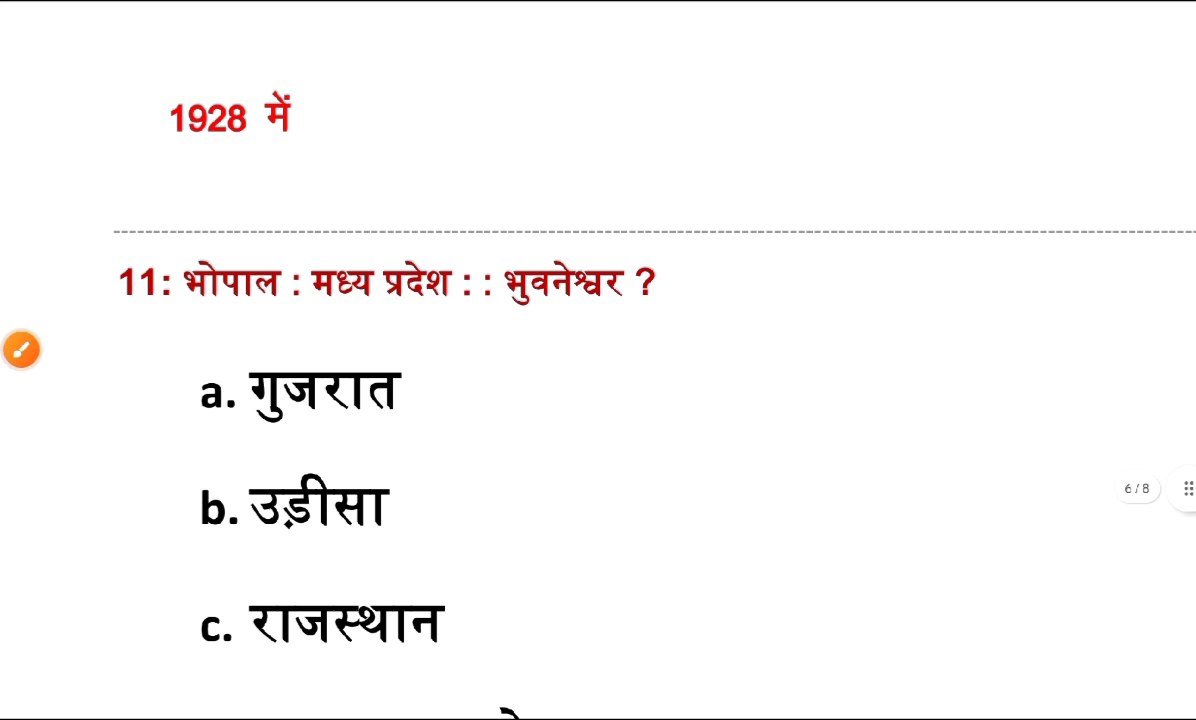 1928 में
11: भोपाल : मध्य प्रदेश : : भुवनेश्वर ?
a. गुजरात
b. उड़ीसा
6 / 8
c. राजस्थान